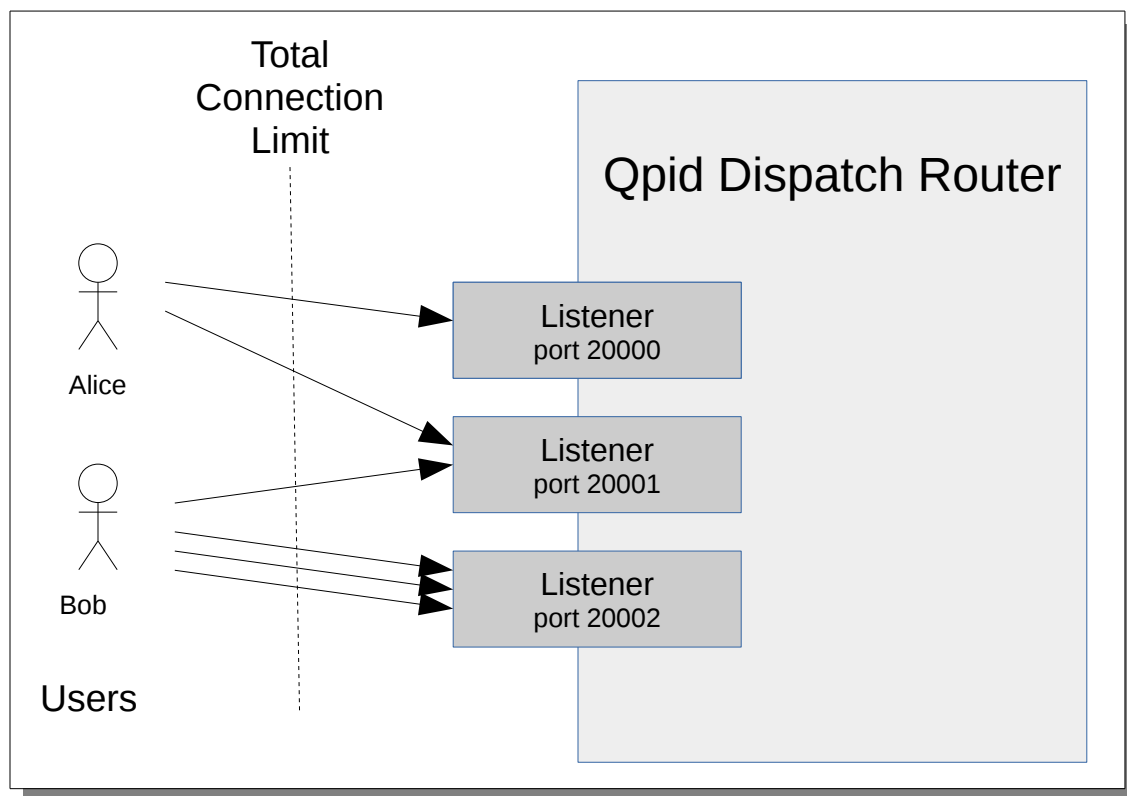 Total
Connection
Limit
Qpid Dispatch Router
Listener
port 20000
Alice
Listener
port 20001
Listener
port 20002
Bob
Users